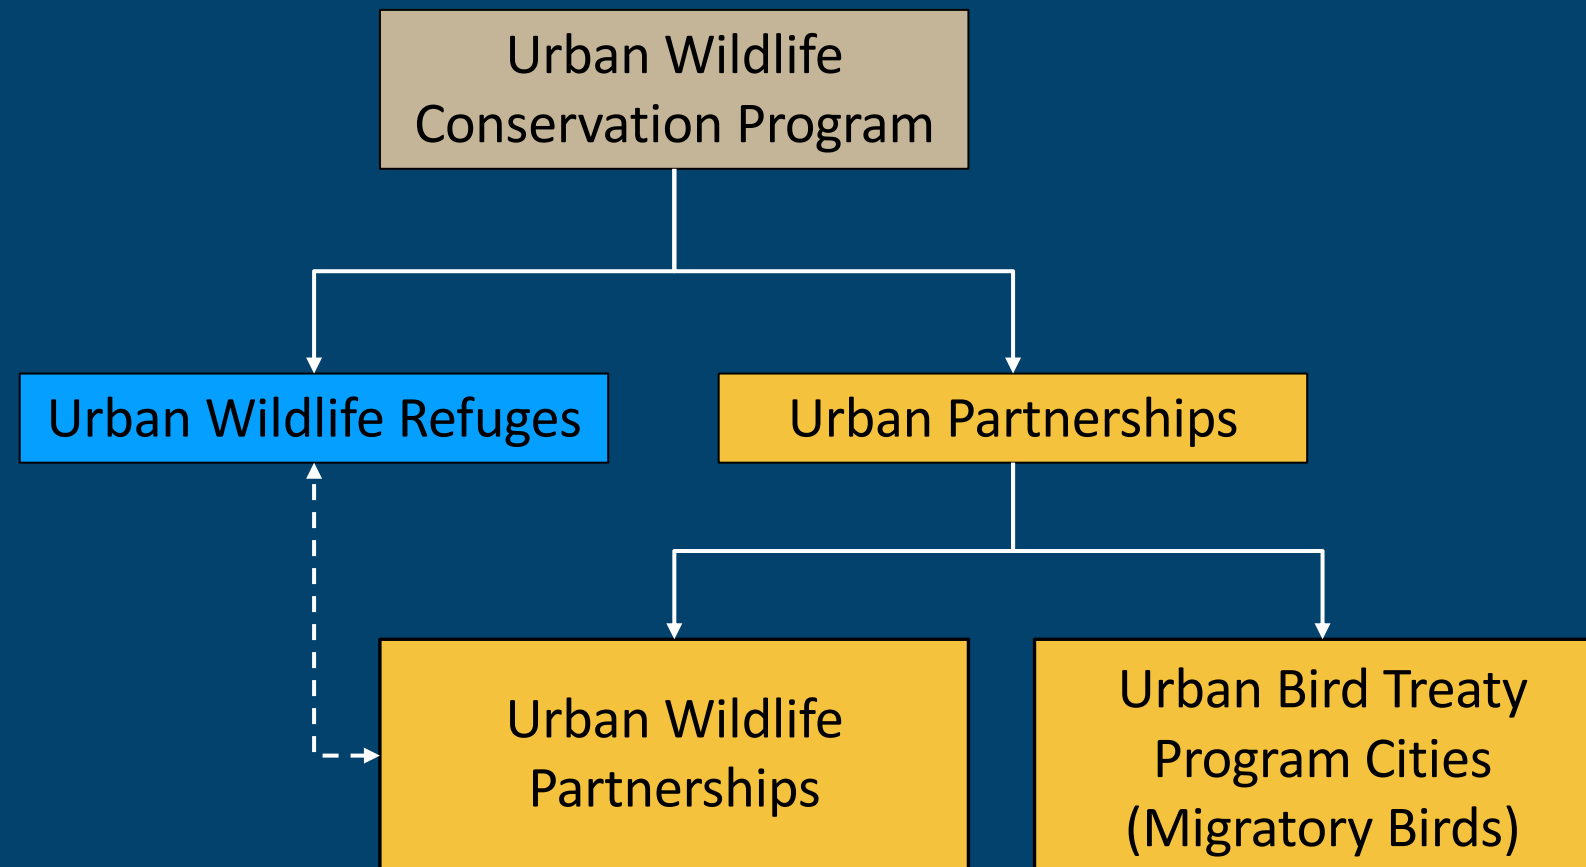 Urban Wildlife
Conservation Program
Urban Wildlife Refuges
Urban Partnerships
Urban Wildlife
Partnerships
Urban Bird Treaty
Program Cities
(Migratory Birds)